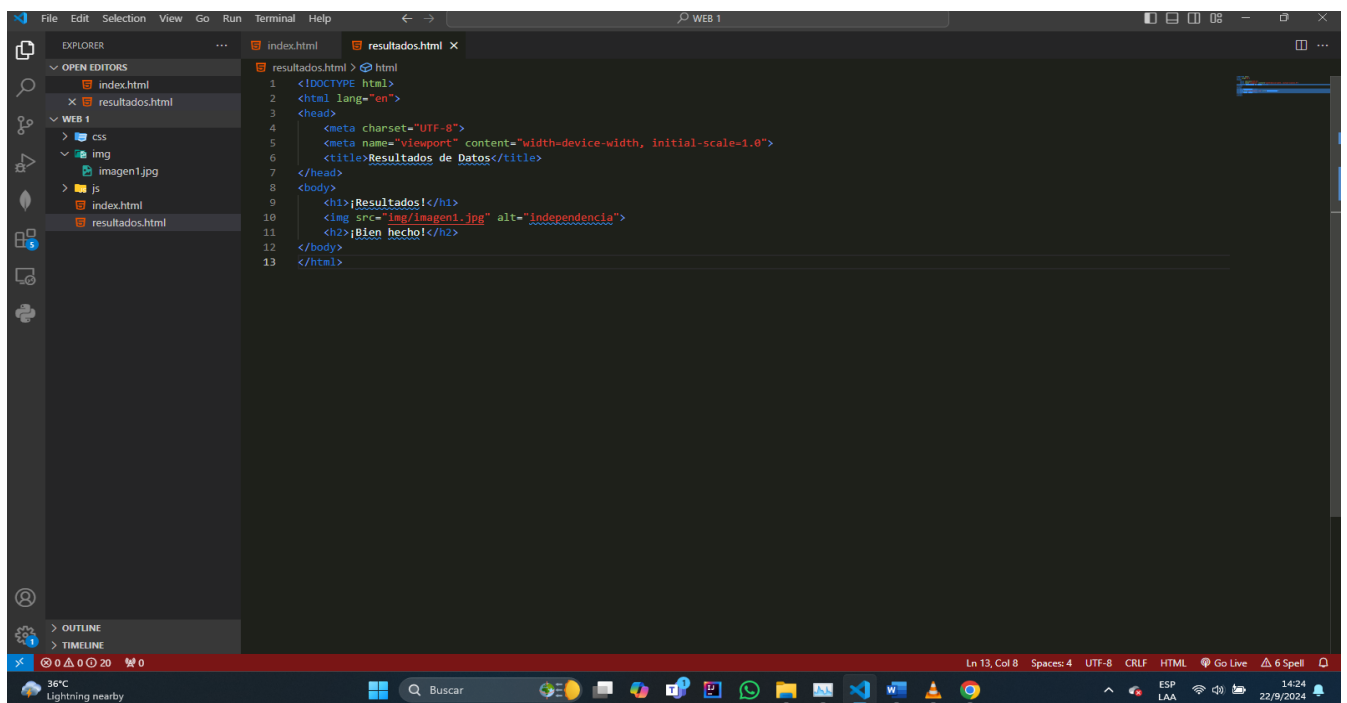 File Edit Selection View Go Run Terminal Help
WEB 1
EXPLORER
OPEN EDITORS
index.html
resultados.html
WEB 1
css
img
imagen1.jpg
js
index.html
resultados.html
OUTLINE
TIMELINE
5
1
index.html resultados.html
resultados.html > html
1 <!DOCTYPE html>
2 <html lang="en">
3 <head>
4 <meta charset="UTF-8">
5 <meta name="viewport" content="width=device-width, initial-scale=1.0">
6 <title>Resultados de Datos</title>
7 </head>
8 <body>
9 <h1>¡Resultados!</h1>
10 <img src="img/imagen1.jpg" alt="independencia">
11 <h2>¡Bien hecho!</h2>
12 </body>
13 </html>
0 0 20 0 Ln 13, Col 8 Spaces: 4 UTF-8 CRLF HTML Go Live 6 Spell
36°C
Lightning nearby
Buscar
1
ESP
LAA
14:24
22/9/2024